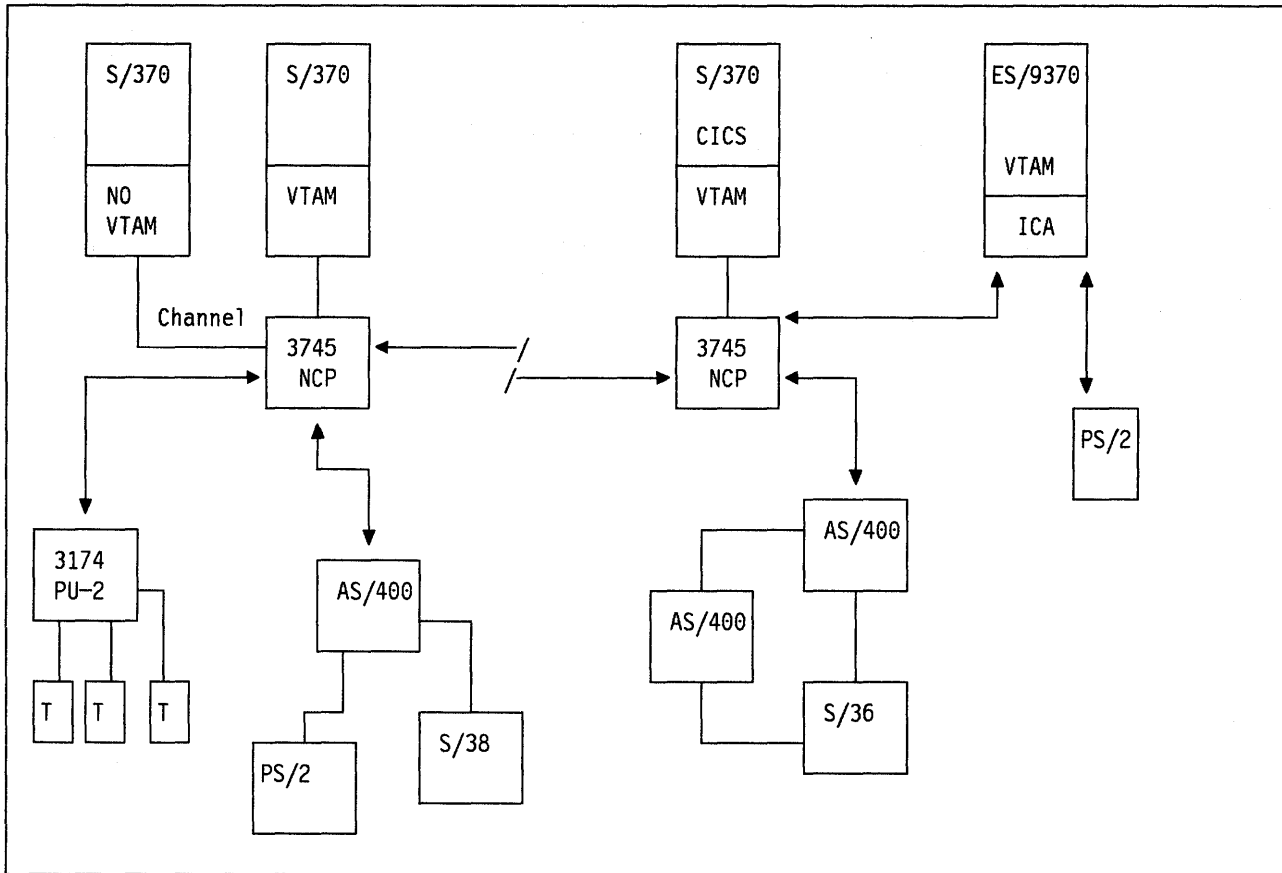 S/370
NO
VTAM
S/370
VTAM
S/370
CICS
VTAM
ES/9370
VTAM
ICA
Channel
3745
NCP
3745
NCP
PS/2
3174
PU-2
T
T
T
AS/400
PS/2
S/38
AS/400
AS/400
S/36